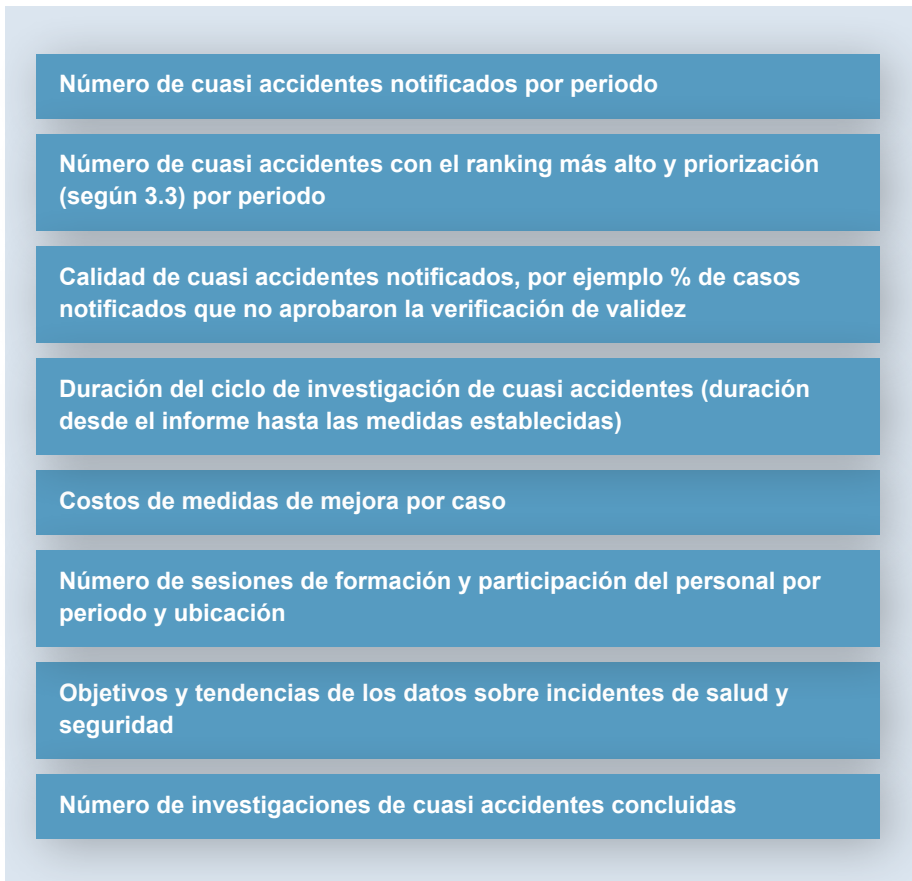 Número de cuasi accidentes notificados por periodo
Número de cuasi accidentes con el ranking más alto y priorización
(según 3.3) por periodo
Calidad de cuasi accidentes notificados, por ejemplo % de casos
notificados que no aprobaron la verificación de validez
Duración del ciclo de investigación de cuasi accidentes (duración
desde el informe hasta las medidas establecidas)
Costos de medidas de mejora por caso
Número de sesiones de formación y participación del personal por
periodo y ubicación
Objetivos y tendencias de los datos sobre incidentes de salud y
seguridad
Número de investigaciones de cuasi accidentes concluidas